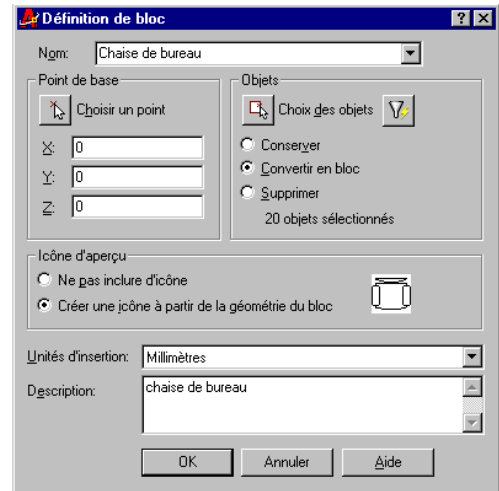 Définition de bloc
Nom: Chaise de bureau
Point de base
Choisir un point
X: 0
Y: 0
Z: 0
Objets
Choix des objets
Conserver
Convertir en bloc
Supprimer
20 objets sélectionnés
Icône d'aperçu
Ne pas inclure d'icône
Créer une icône à partir de la géométrie du bloc
Unités d'insertion: Millimètres
Description: chaise de bureau
OK Annuler Aide